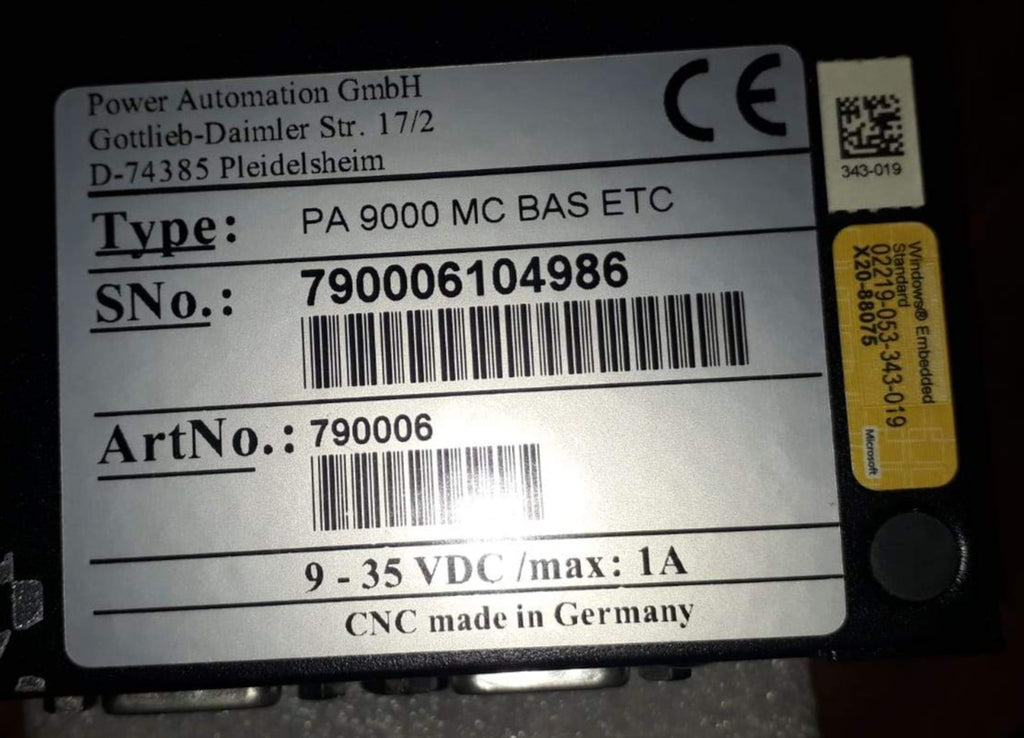 Power Automation GmbH
Gottlieb-Daimler Str. 17/2
D-74385 Pleidelsheim
CE
Type: PA 9000 MC BAS ETC
SNo.: 790006104986
ArtNo.: 790006
9 - 35 VDC /max: 1A
CNC made in Germany
343-019
Windows® Embedded
Standard
02219-053-343-019
X20-88075
Microsoft